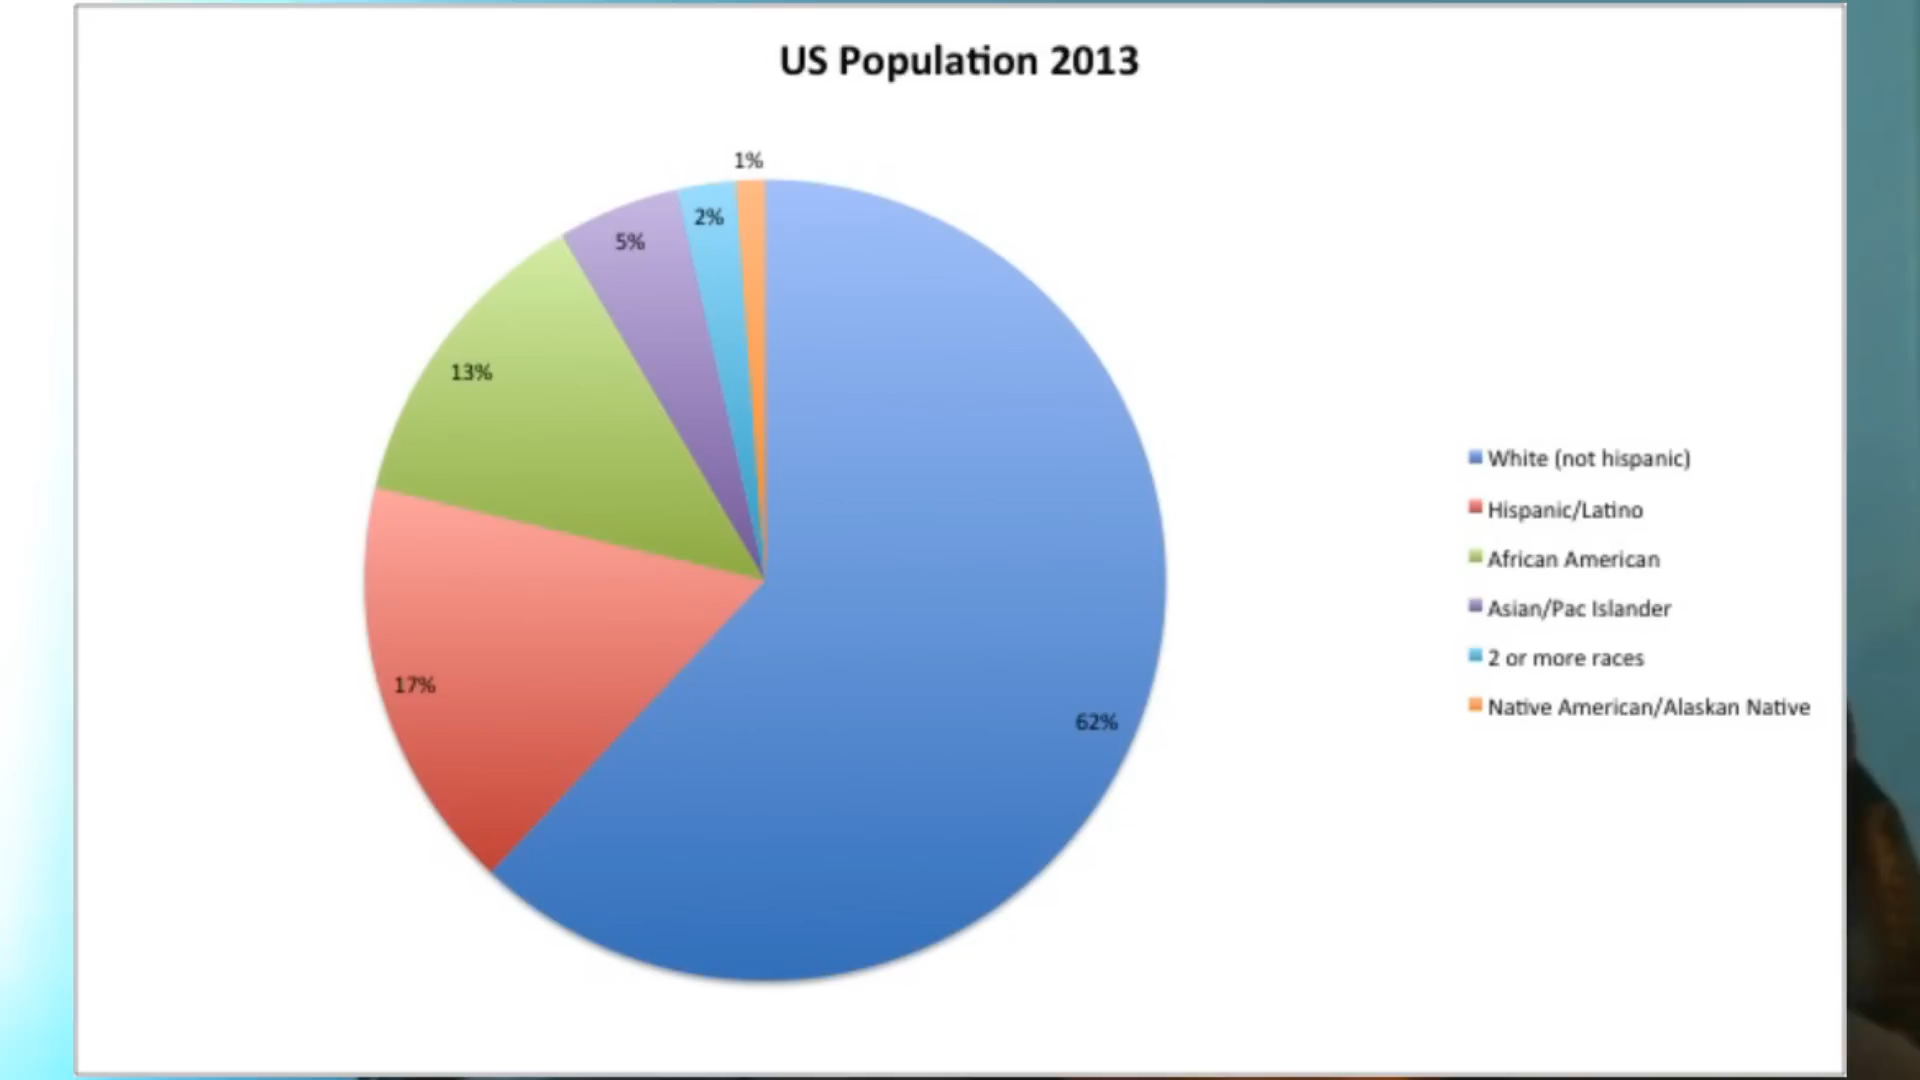 US Population 2013
1%
2%
5%
13%
17%
62%
White (not hispanic)
Hispanic/Latino
African American
Asian/Pac Islander
2 or more races
Native American/Alaskan Native